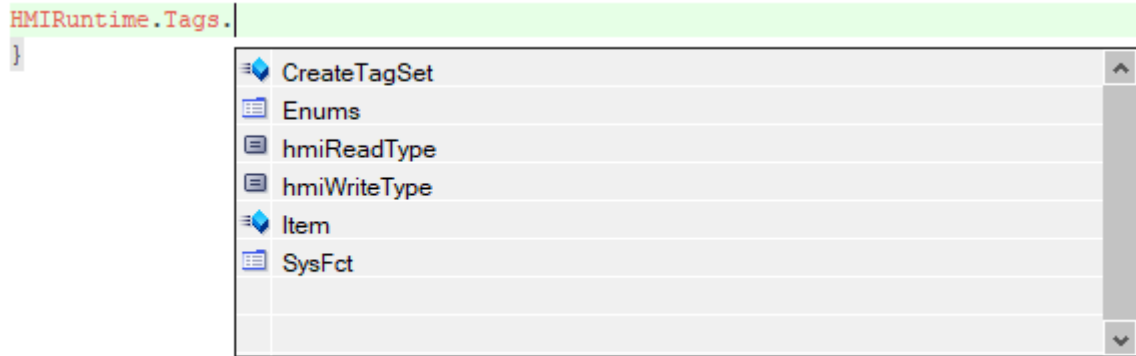 HMIRuntime.Tags.
}
CreateTagSet
Enums
hmiReadType
hmiWriteType
Item
SysFct